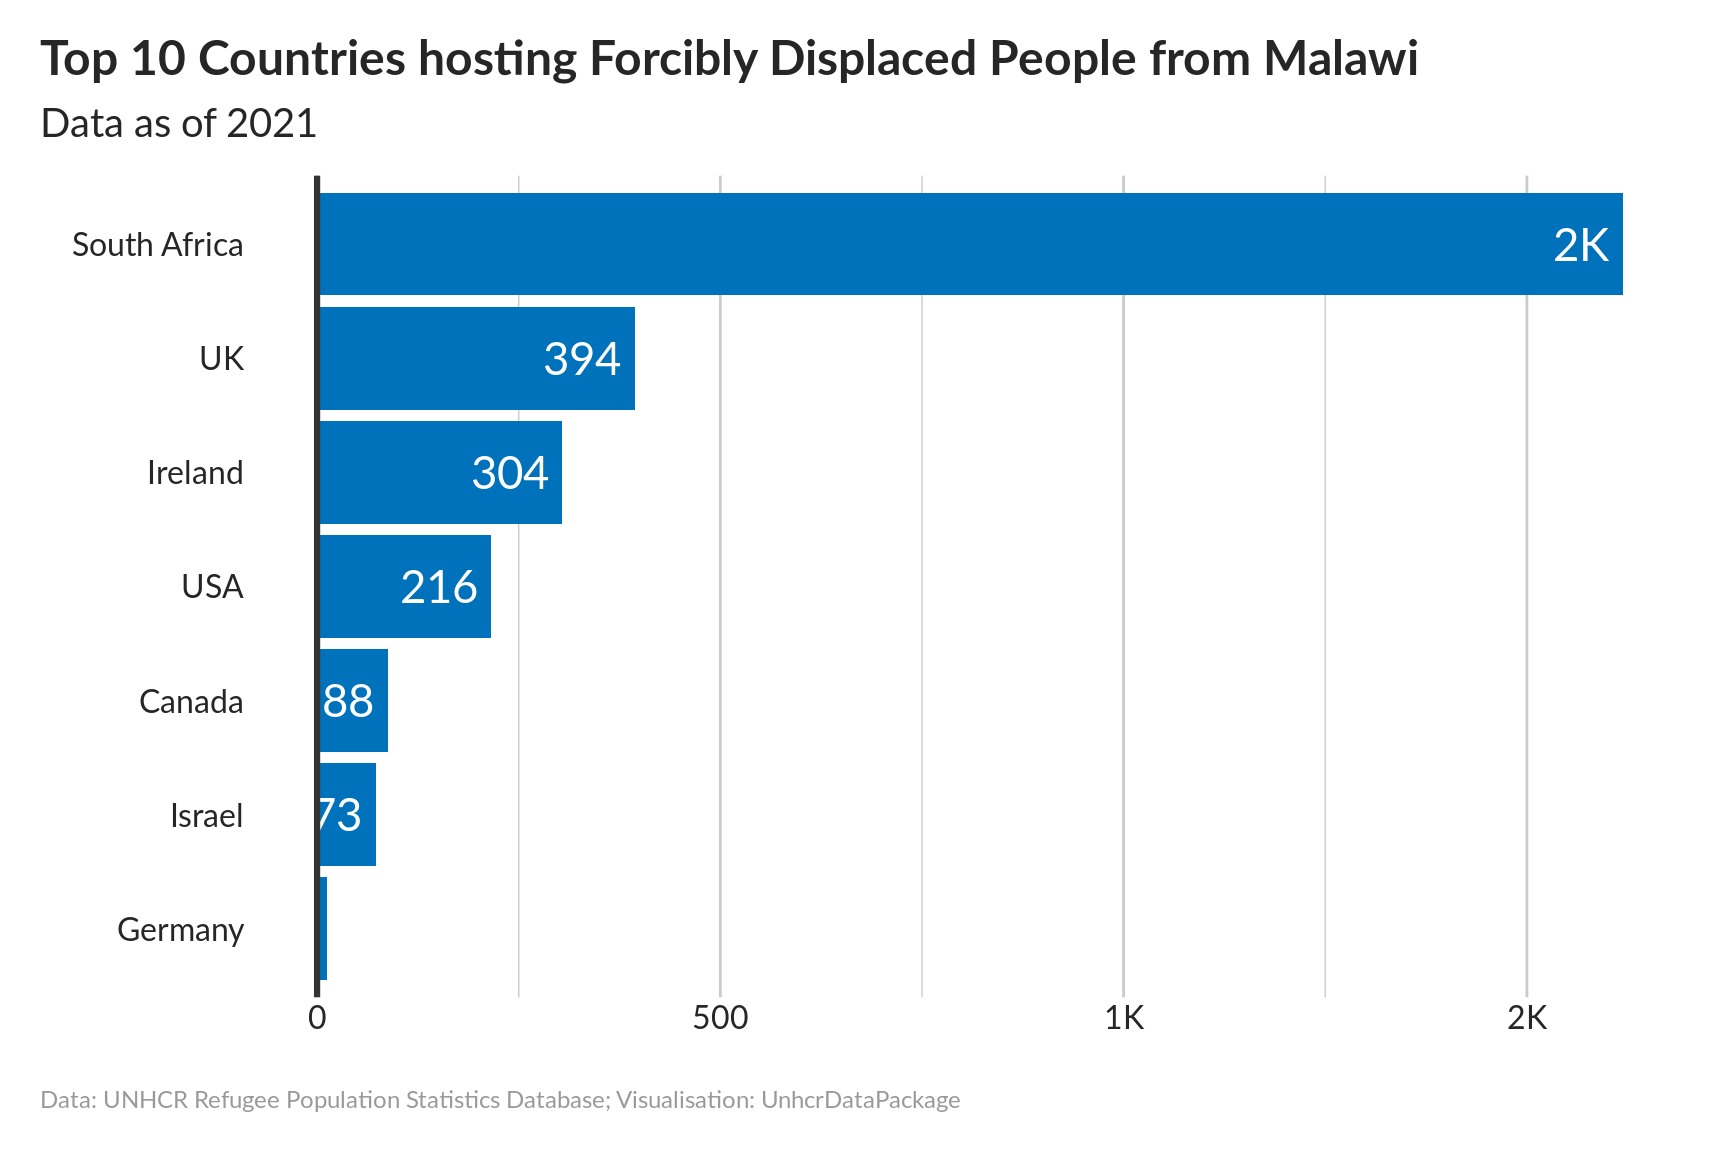 Top 10 Countries hosting Forcibly Displaced People from Malawi
Data as of 2021
South Africa 2K
UK 394
Ireland 304
USA 216
Canada 88
Israel 73
Germany
0 500 1K 2K
Data: UNHCR Refugee Population Statistics Database; Visualisation: UnhcrDataPackage